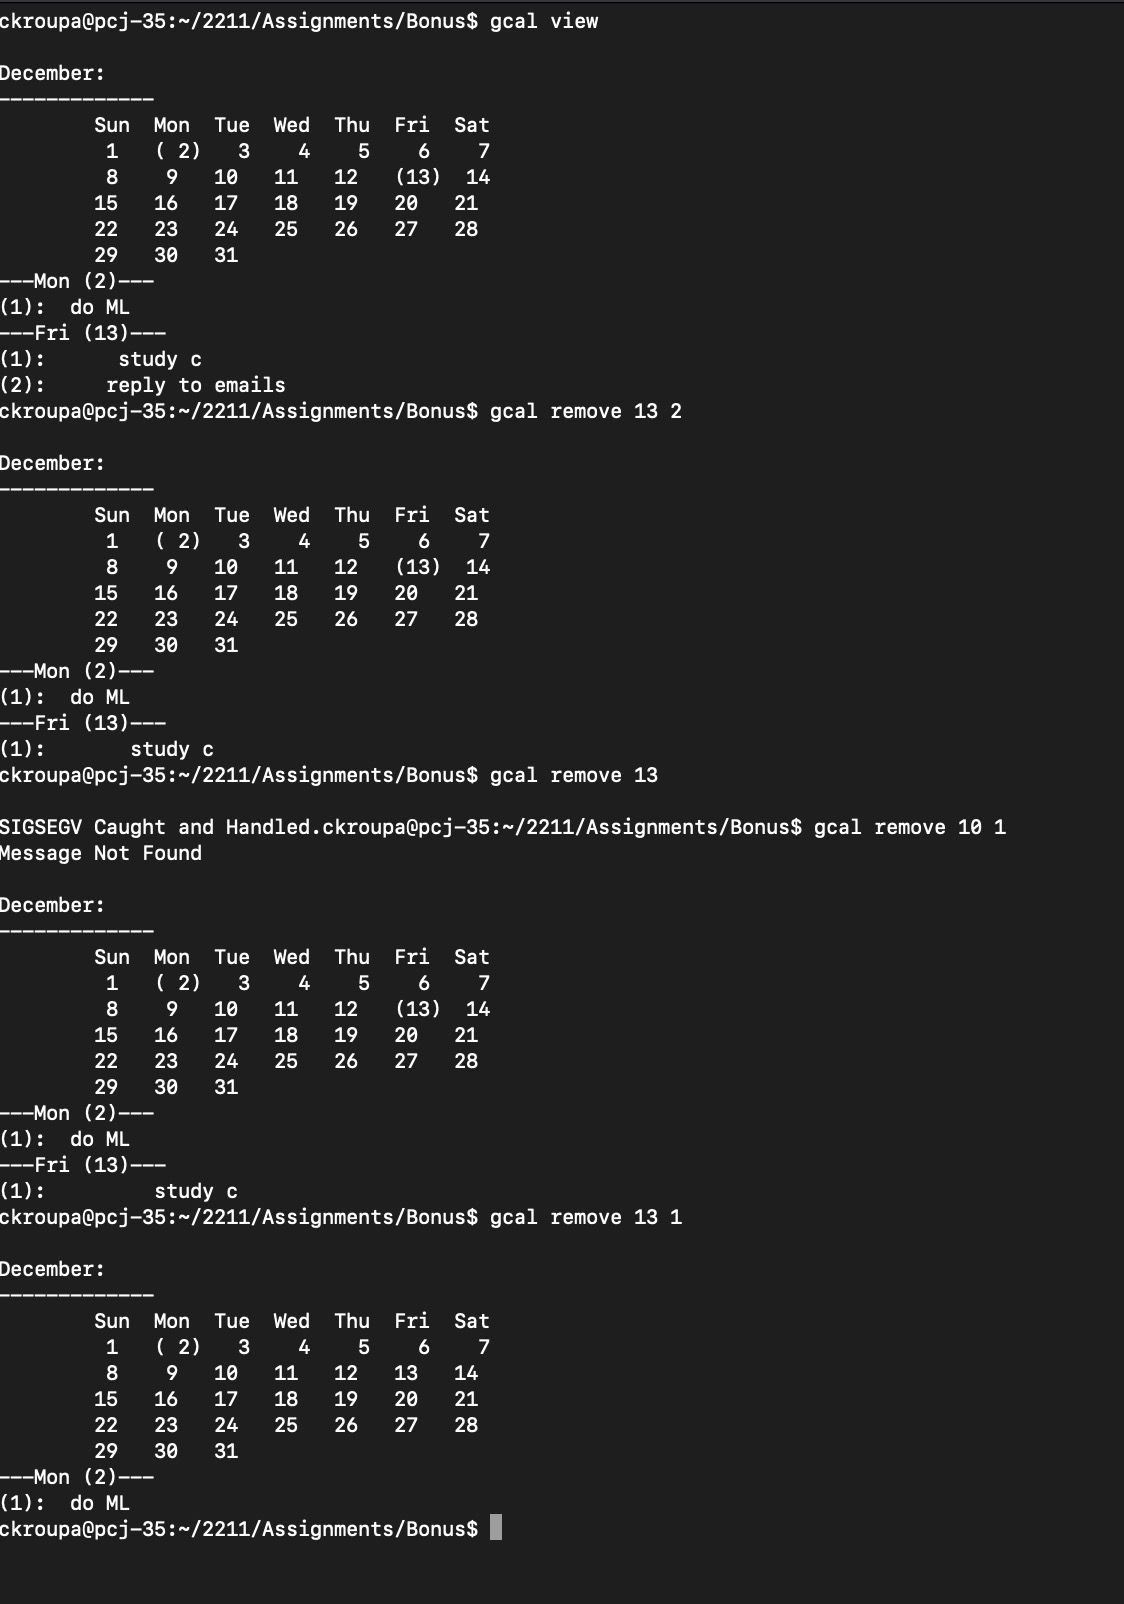 ckroupa@pcj-35:~/2211/Assignments/Bonus$ gcal view

December:
-------------
        Sun  Mon  Tue  Wed  Thu  Fri  Sat
         1   ( 2)   3    4    5    6    7
         8    9   10   11   12   (13)  14
        15   16   17   18   19   20   21
        22   23   24   25   26   27   28
        29   30   31
---Mon (2)---
(1):  do ML
---Fri (13)---
(1):      study c
(2):     reply to emails
ckroupa@pcj-35:~/2211/Assignments/Bonus$ gcal remove 13 2

December:
-------------
        Sun  Mon  Tue  Wed  Thu  Fri  Sat
         1   ( 2)   3    4    5    6    7
         8    9   10   11   12   (13)  14
        15   16   17   18   19   20   21
        22   23   24   25   26   27   28
        29   30   31
---Mon (2)---
(1):  do ML
---Fri (13)---
(1):       study c
ckroupa@pcj-35:~/2211/Assignments/Bonus$ gcal remove 13

SIGSEGV Caught and Handled.ckroupa@pcj-35:~/2211/Assignments/Bonus$ gcal remove 10 1
Message Not Found

December:
-------------
        Sun  Mon  Tue  Wed  Thu  Fri  Sat
         1   ( 2)   3    4    5    6    7
         8    9   10   11   12   (13)  14
        15   16   17   18   19   20   21
        22   23   24   25   26   27   28
        29   30   31
---Mon (2)---
(1):  do ML
---Fri (13)---
(1):         study c
ckroupa@pcj-35:~/2211/Assignments/Bonus$ gcal remove 13 1

December:
-------------
        Sun  Mon  Tue  Wed  Thu  Fri  Sat
         1   ( 2)   3    4    5    6    7
         8    9   10   11   12   13   14
        15   16   17   18   19   20   21
        22   23   24   25   26   27   28
        29   30   31
---Mon (2)---
(1):  do ML
ckroupa@pcj-35:~/2211/Assignments/Bonus$